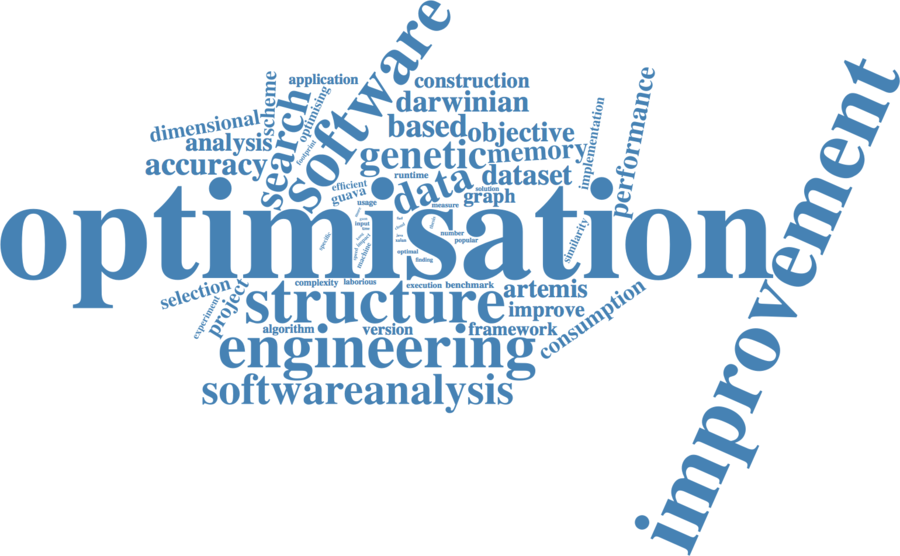 software
application
construction
scheme
optimising
darwinian
dimensional
search
based
objective
implementation
performance
improvement
analysis
footprint
genetic
memory
accuracy
runtime
data
dataset
efficient
solution
guava
usage
graph
measure
optimisation
input
number
popular
similarity
specific
machine
value
optimal
finding
selection
complexity
laborious
execution
benchmark
artemis
structure
experiment
project
improve
consumption
algorithm
version
framework
engineering
softwareanalysis